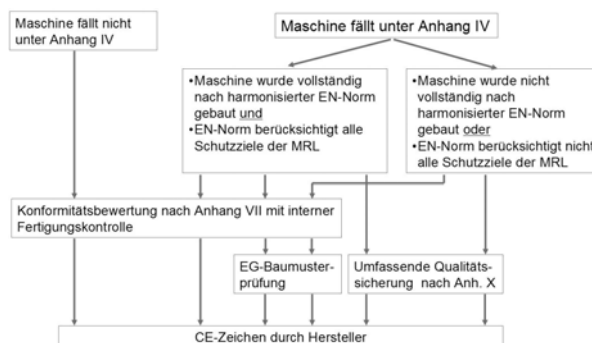 Maschine fällt nicht
unter Anhang IV
Maschine fällt unter Anhang IV
•Maschine wurde vollständig
nach harmonisierter EN-Norm
gebaut und
•EN-Norm berücksichtigt alle
Schutzziele der MRL
•Maschine wurde nicht
vollständig nach
harmonisierter EN-Norm
gebaut oder
•EN-Norm berücksichtigt nicht
alle Schutzziele der MRL
Konformitätsbewertung nach Anhang VII mit interner
Fertigungskontrolle
EG-Baumuster-
prüfung
Umfassende Qualitäts-
sicherung nach Anh. X
CE-Zeichen durch Hersteller